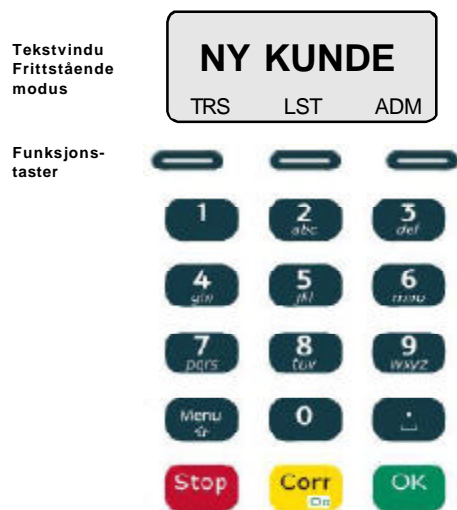 Tekstvindu
Frittstående
modus
NY KUNDE
TRS LST ADM
Funksjons-
taster
1 2 3
abc def
4 5 6
ghi jkl mno
7 8 9
pqrs tuv wxyz
Menu 0 .
Stop Corr OK
On